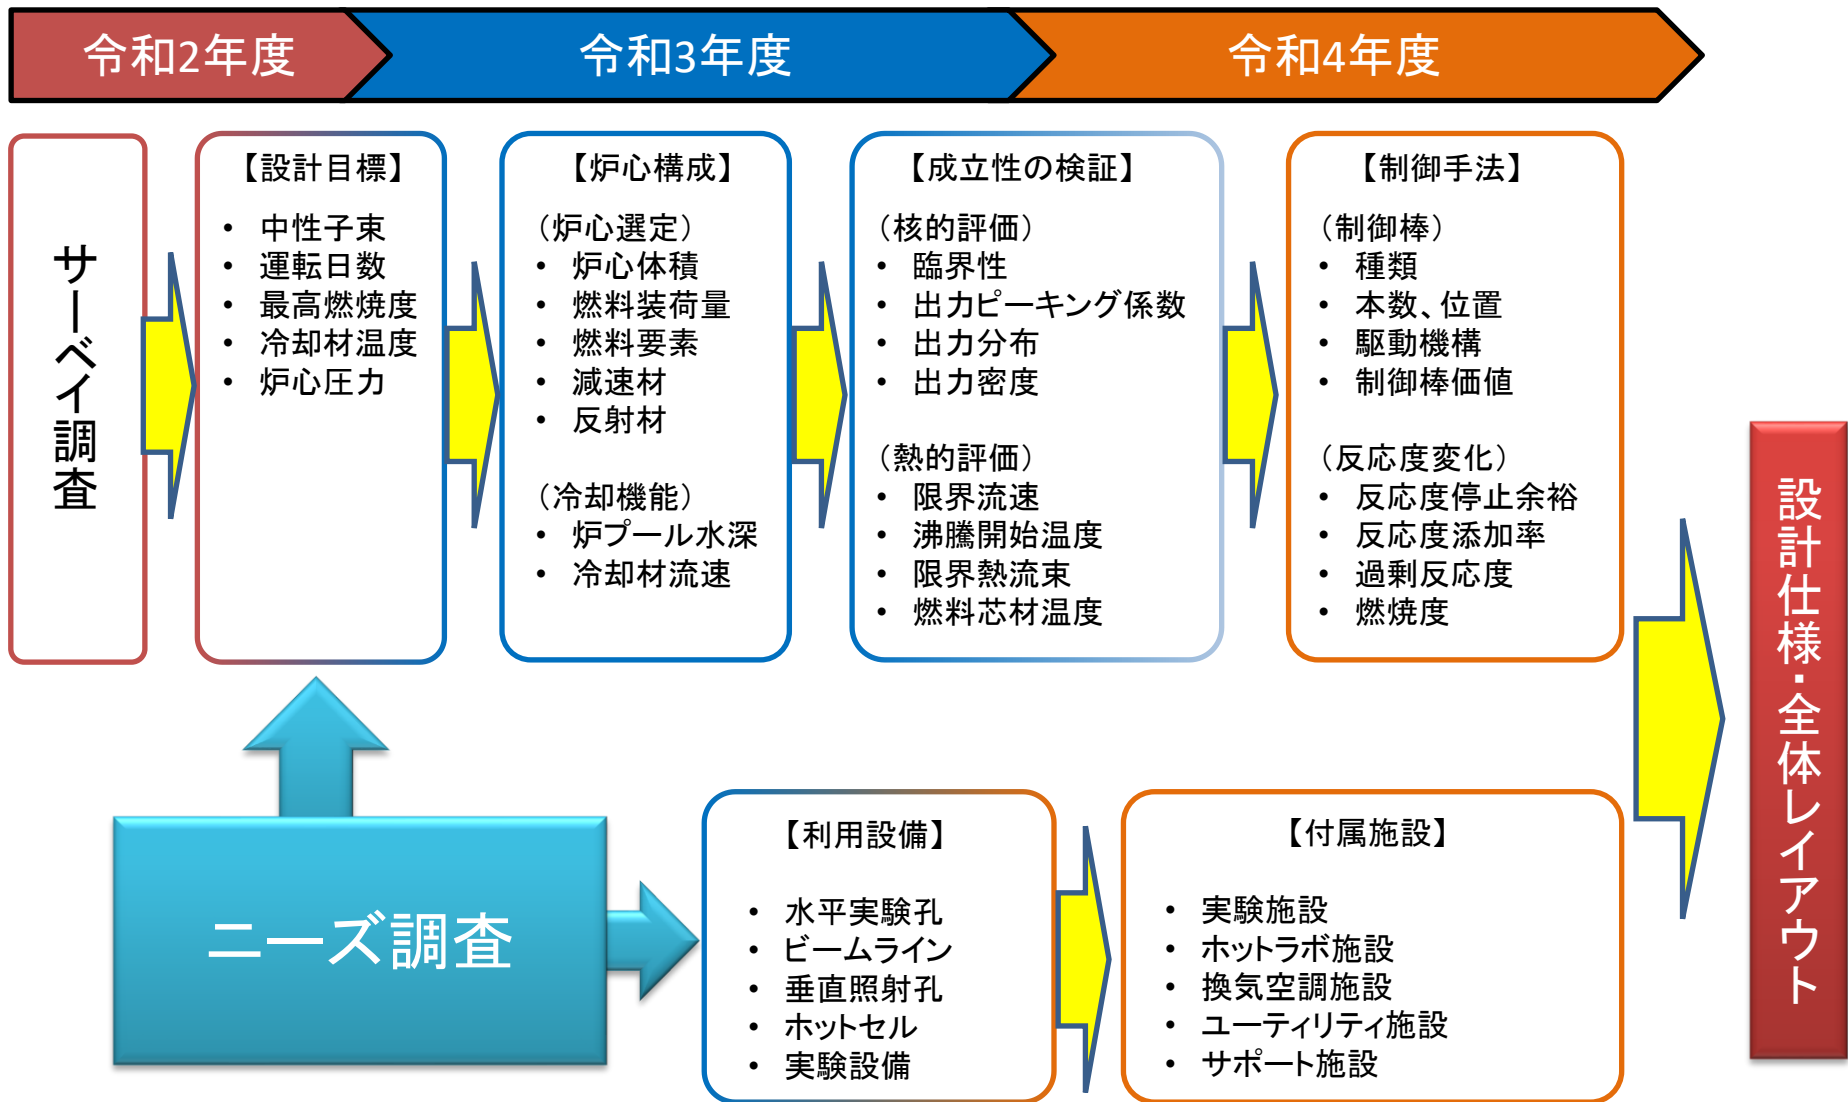 令和2年度
令和3年度
令和4年度
サーベイ調査
【設計目標】
• 中性子束
• 運転日数
• 最高燃焼度
• 冷却材温度
• 炉心圧力
【炉心構成】
（炉心選定）
• 炉心体積
• 燃料装荷量
• 燃料要素
• 減速材
• 反射材
（冷却機能）
• 炉プール水深
• 冷却材流速
【成立性の検証】
（核的評価）
• 臨界性
• 出力ピーキング係数
• 出力分布
• 出力密度
（熱的評価）
• 限界流速
• 沸騰開始温度
• 限界熱流束
• 燃料芯材温度
【制御手法】
（制御棒）
• 種類
• 本数、位置
• 駆動機構
• 制御棒価値
（反応度変化）
• 反応度停止余裕
• 反応度添加率
• 過剰反応度
• 燃焼度
ニーズ調査
【利用設備】
• 水平実験孔
• ビームライン
• 垂直照射孔
• ホットセル
• 実験設備
【付属施設】
• 実験施設
• ホットラボ施設
• 換気空調施設
• ユーティリティ施設
• サポート施設
設計仕様・全体レイアウト